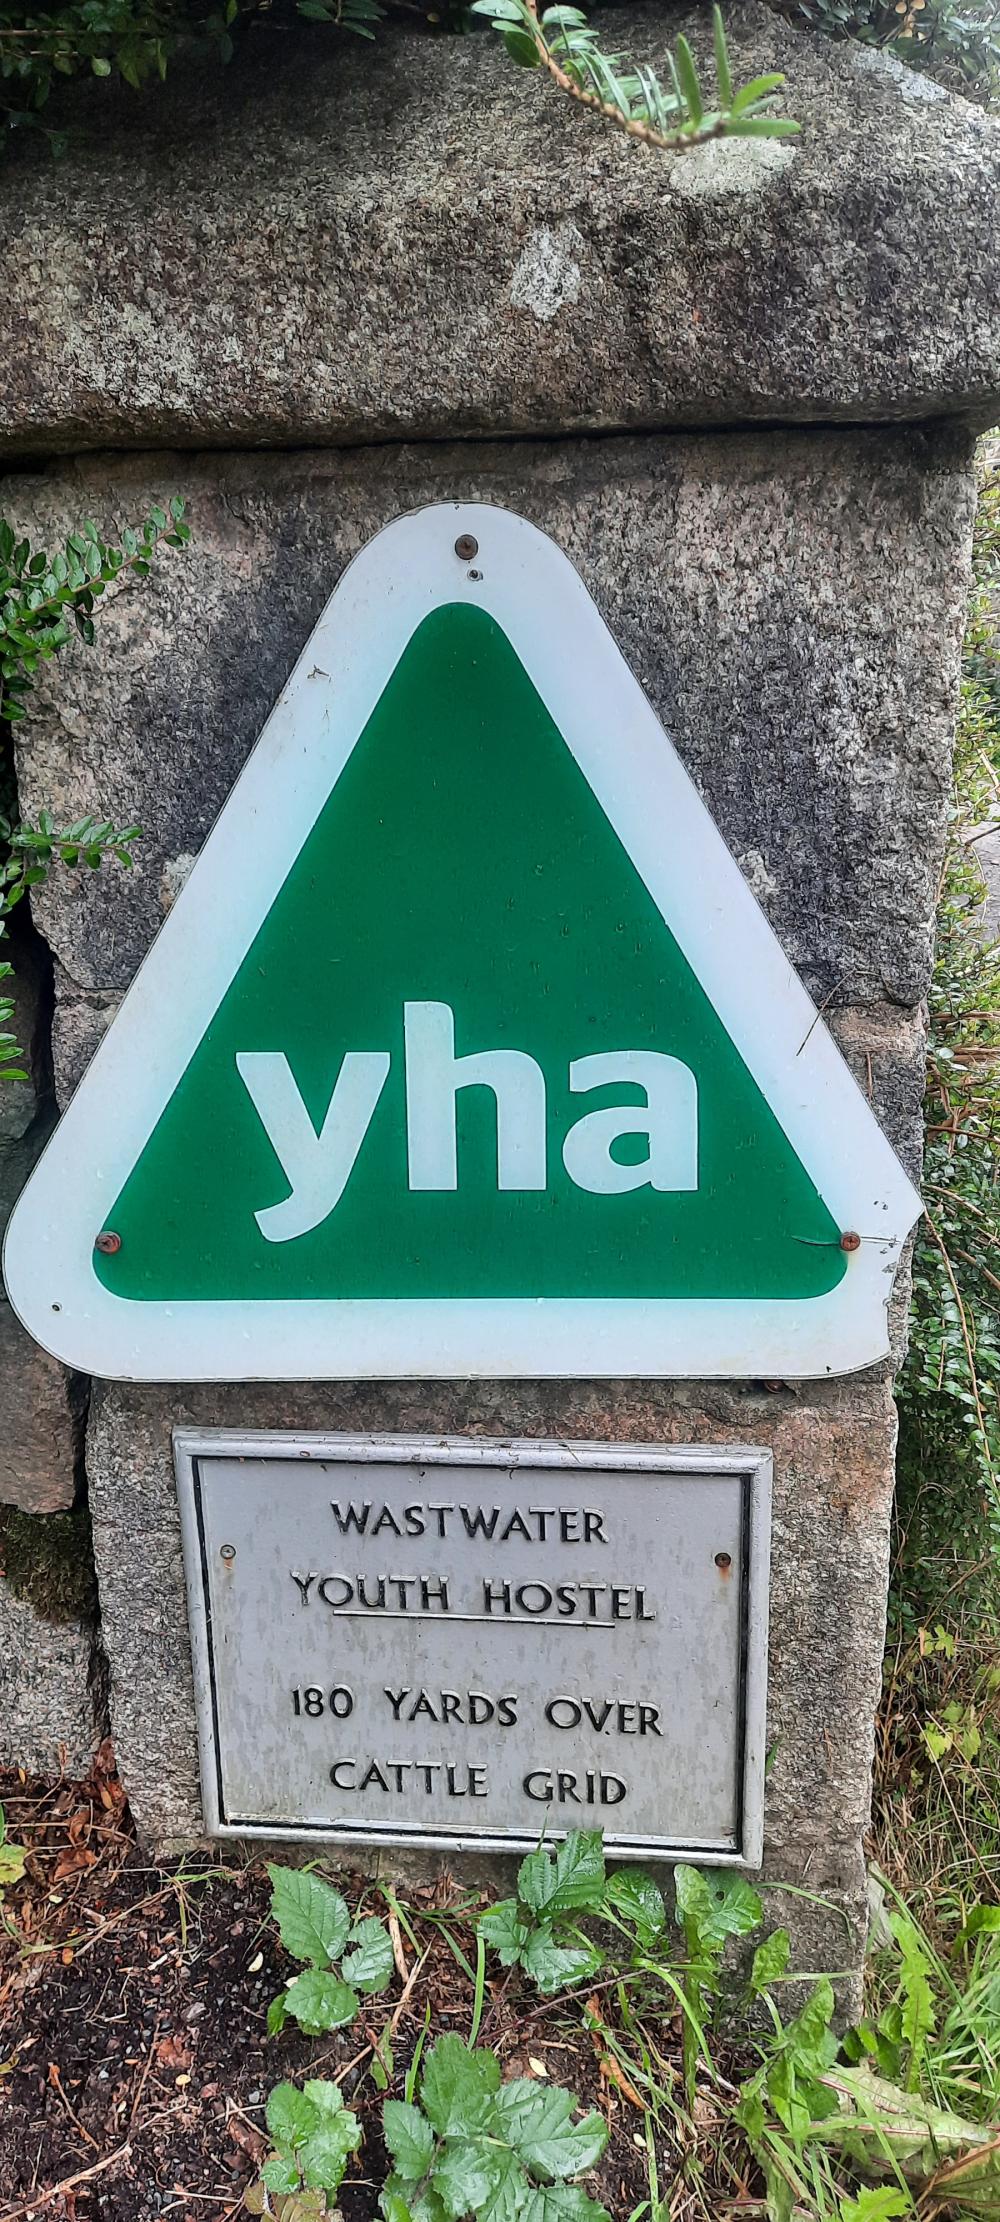 yha
WASTWATER
YOUTH HOSTEL
180 YARDS OVER
CATTLE GRID